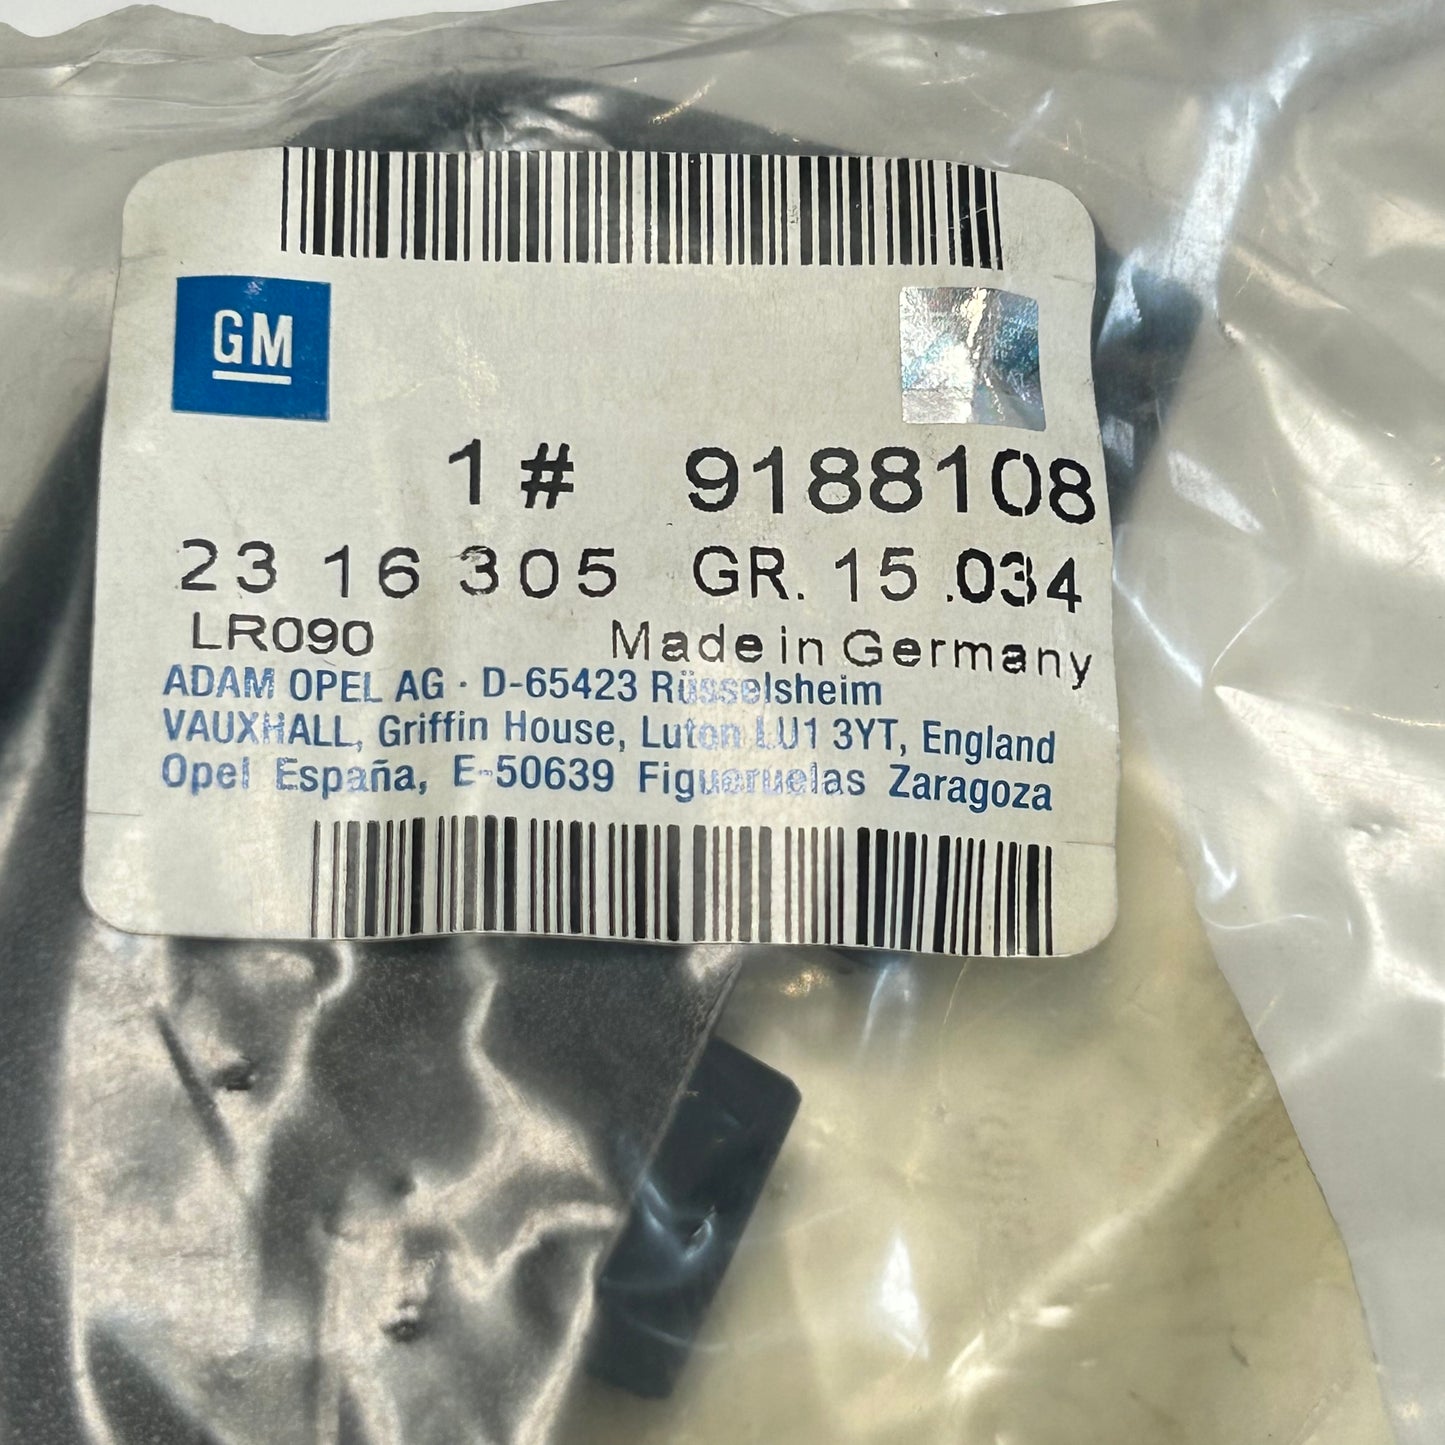 GM
1# 9188108
23 16 305 GR. 15 .034
LR090 Made in Germany
ADAM OPEL AG · D-65423 Rüsselsheim
VAUXHALL, Griffin House, Luton LU1 3YT, England
Opel España, E-50639 Figueruelas Zaragoza